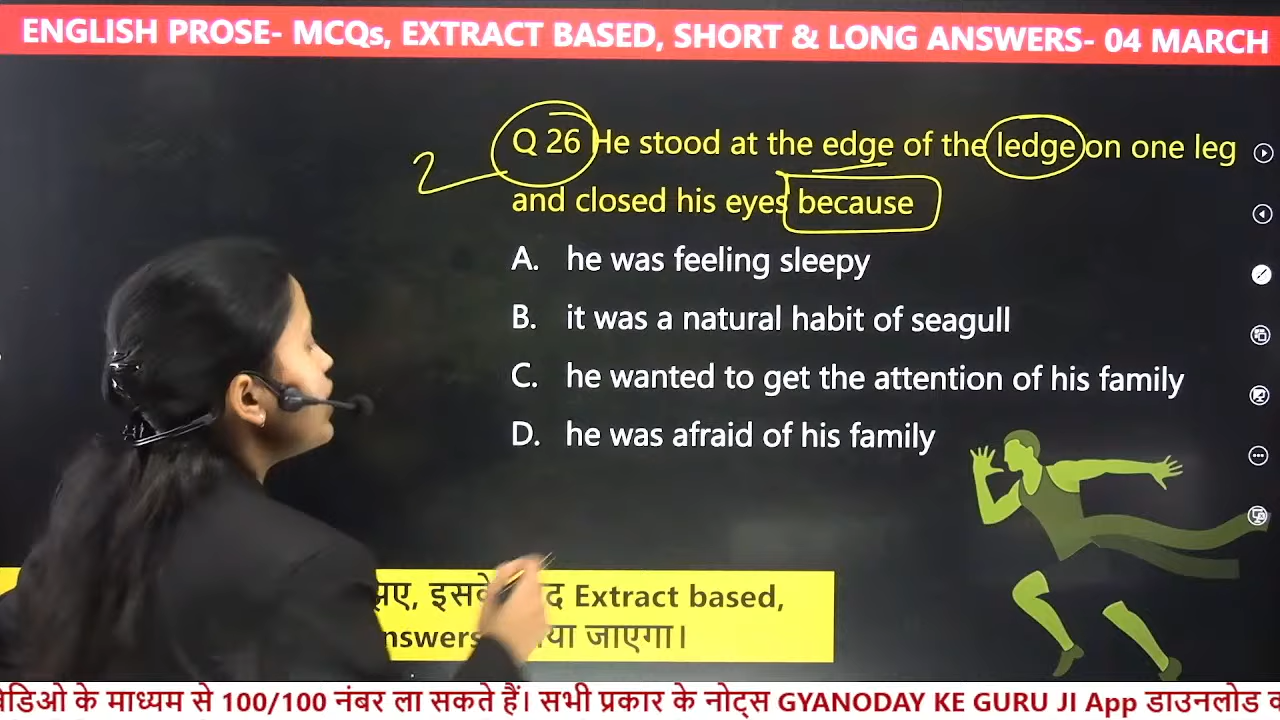 ENGLISH PROSE- MCQs, EXTRACT BASED, SHORT & LONG ANSWERS- 04 MARCH
2
Q 26 He stood at the edge of the ledge on one leg
and closed his eyes because
A. he was feeling sleepy
B. it was a natural habit of seagull
C. he wanted to get the attention of his family
D. he was afraid of his family
Extract based,
जाएगा।
के माध्यम से 100/100 नंबर ला सकते हैं। सभी प्रकार के नोट्स GYANODAY KE GURU JI App डाउनलोड